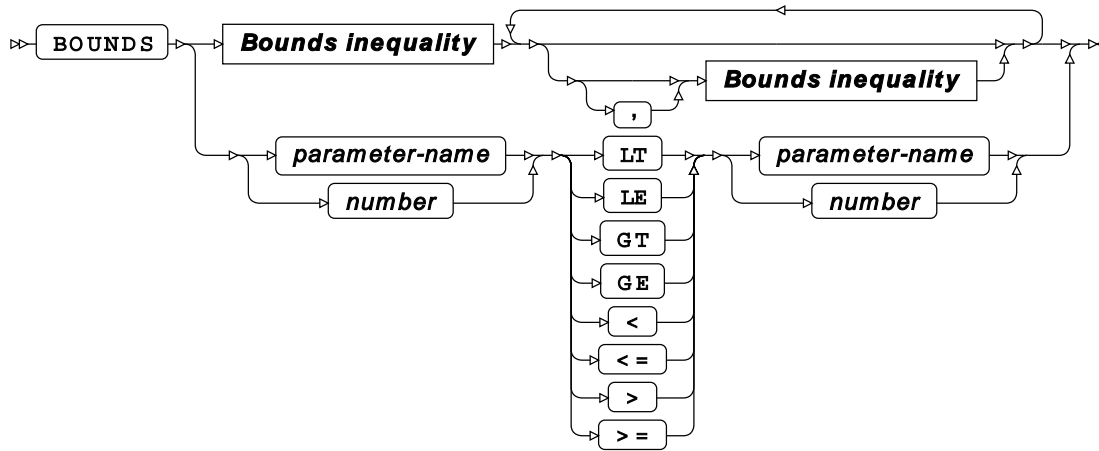 BOUNDS Bounds inequality
Bounds inequality
,
parameter-name LT parameter-name
number LE number
GT
GE
<
<=
>
>=